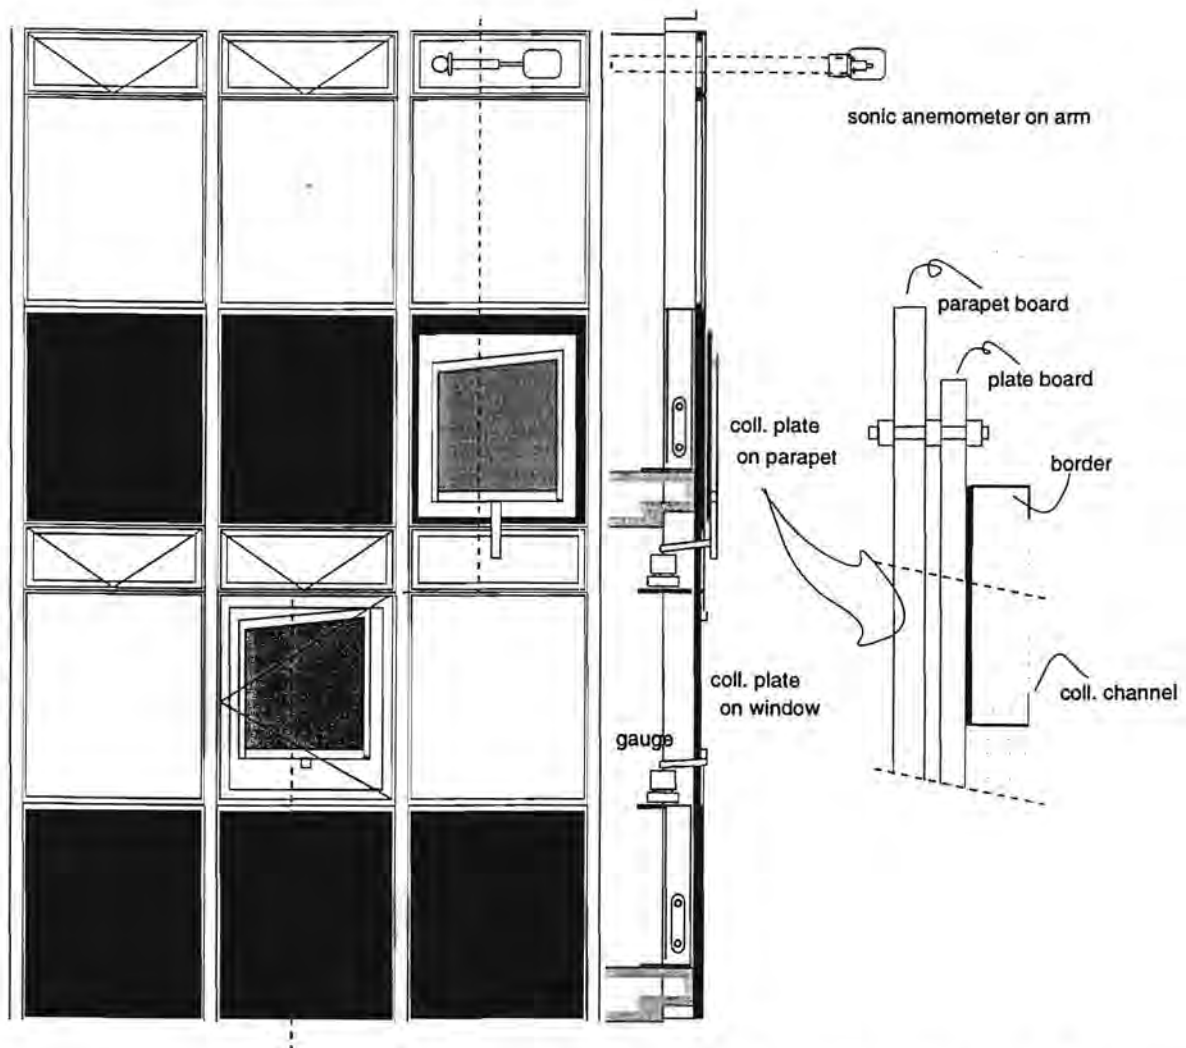 sonic anemometer on arm
parapet board
plate board
coll. plate
on parapet
border
coll. plate
on window
coll. channel
gauge